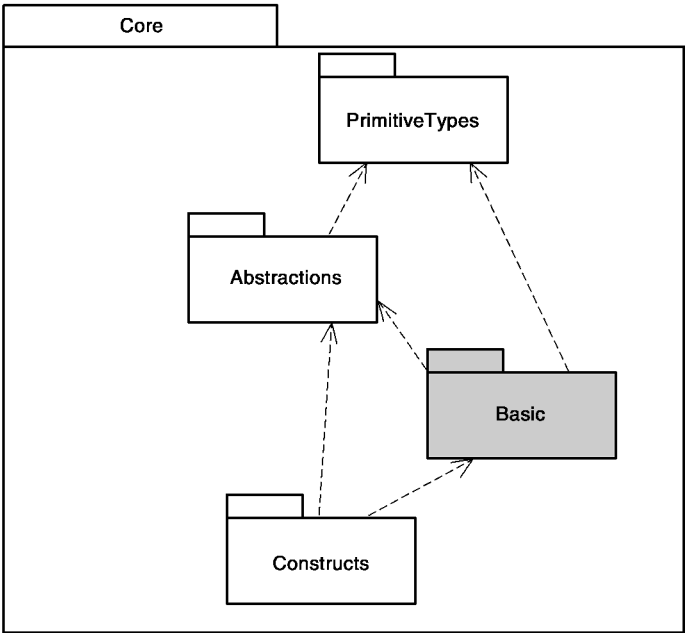 Core
PrimitiveTypes
Abstractions
Basic
Constructs